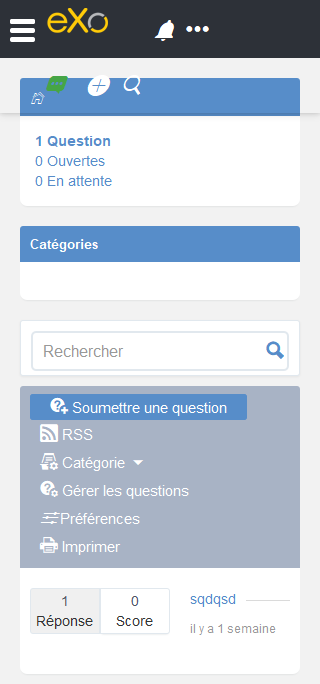 eXo
1 Question
0 Ouvertes
0 En attente
Catégories
Rechercher
Soumettre une question
RSS
Catégorie
Gérer les questions
Préférences
Imprimer
1 Réponse
0 Score
sqdqsd
il y a 1 semaine